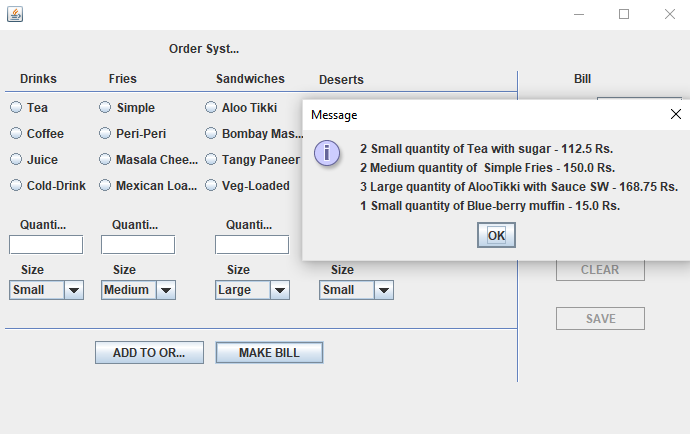 Order Syst...
Drinks Fries Sandwiches Deserts Bill
Tea Simple Aloo Tikki
Coffee Peri-Peri Bombay Mas...
Juice Masala Chee... Tangy Paneer
Cold-Drink Mexican Loa... Veg-Loaded
Message
2 Small quantity of Tea with sugar - 112.5 Rs.
2 Medium quantity of Simple Fries - 150.0 Rs.
3 Large quantity of AlooTikki with Sauce SW - 168.75 Rs.
1 Small quantity of Blue-berry muffin - 15.0 Rs.
OK
Quanti... Quanti... Quanti...
Size Size Size Size
Small Medium Large Small
CLEAR
SAVE
ADD TO OR... MAKE BILL